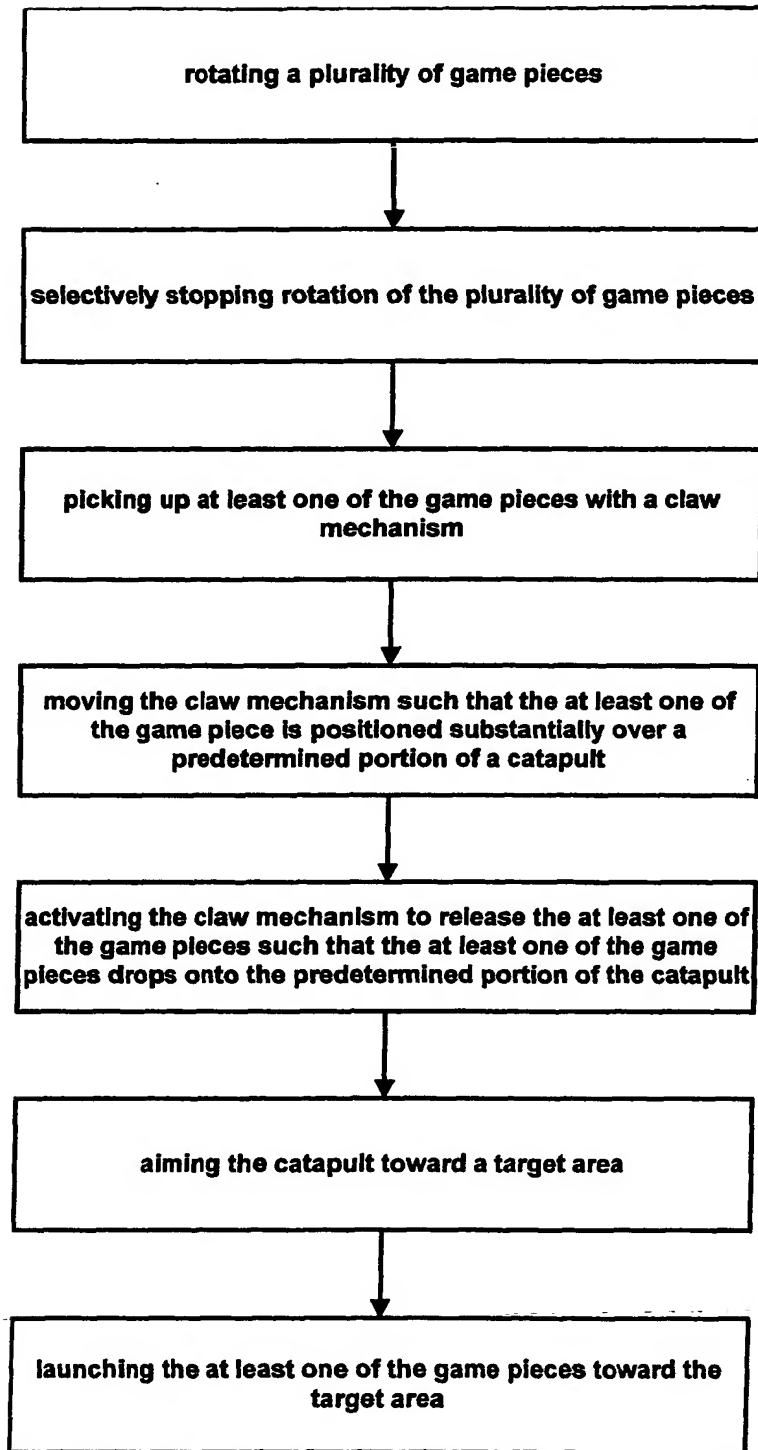 rotating a plurality of game pieces
selectively stopping rotation of the plurality of game pieces
picking up at least one of the game pieces with a claw
mechanism
moving the claw mechanism such that the at least one of
the game piece is positioned substantially over a
predetermined portion of a catapult
activating the claw mechanism to release the at least one of
the game pieces such that the at least one of the game
pieces drops onto the predetermined portion of the catapult
aiming the catapult toward a target area
launching the at least one of the game pieces toward the
target area